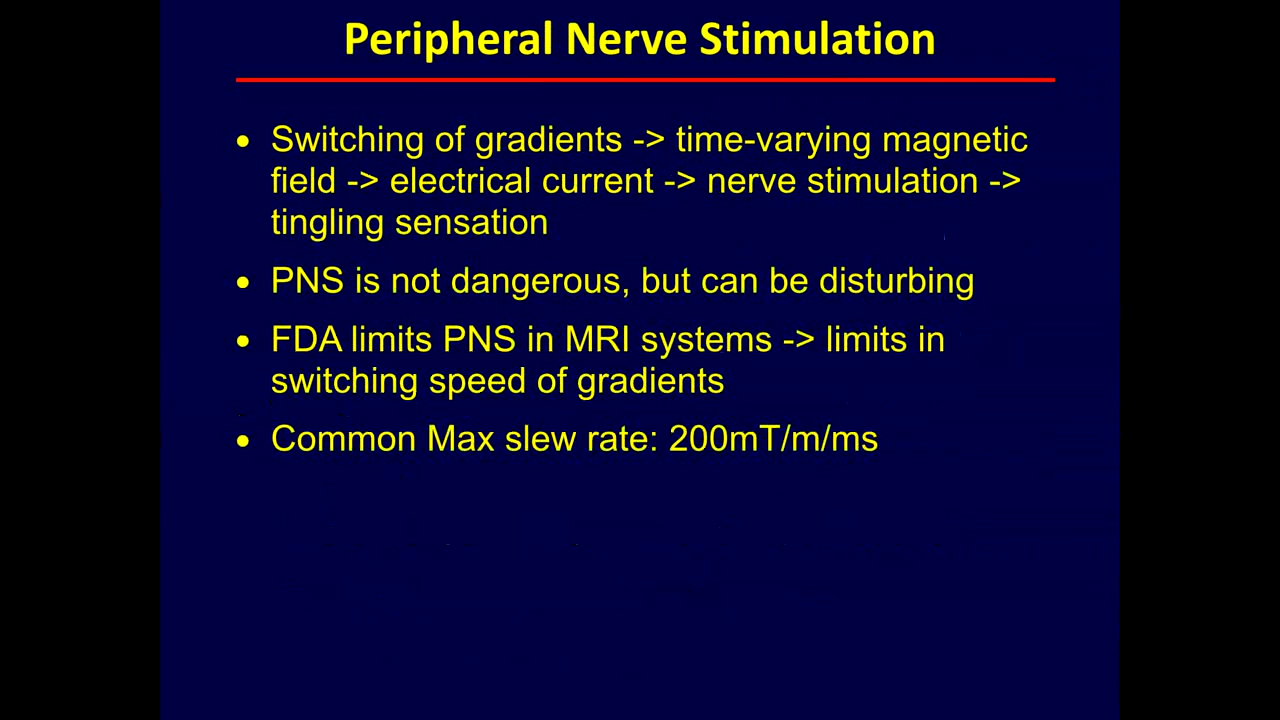 Peripheral Nerve Stimulation
• Switching of gradients -> time-varying magnetic
field -> electrical current -> nerve stimulation ->
tingling sensation
• PNS is not dangerous, but can be disturbing
• FDA limits PNS in MRI systems -> limits in
switching speed of gradients
• Common Max slew rate: 200mT/m/ms